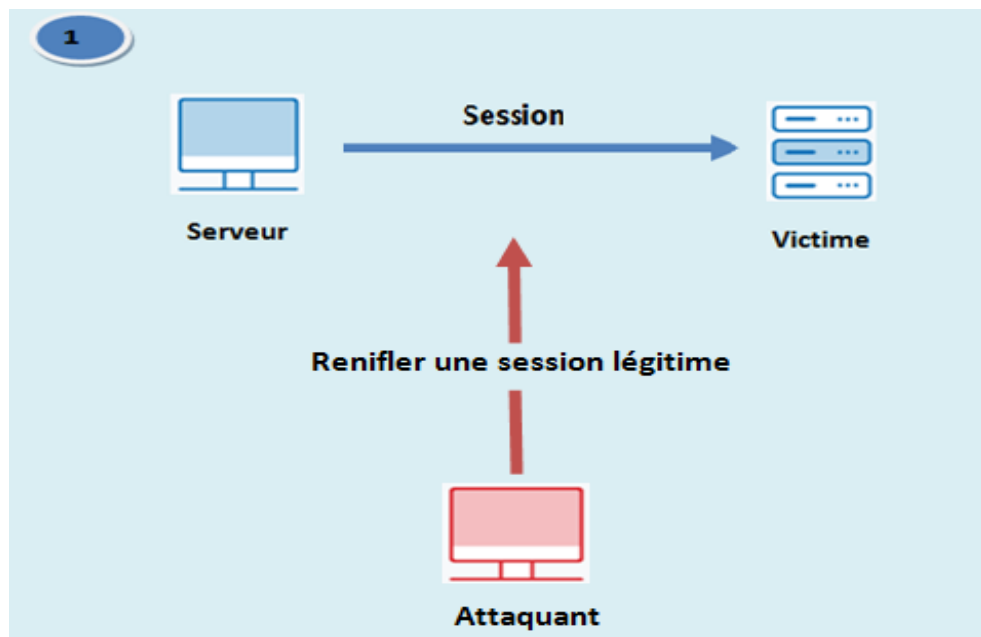 1
Session
Serveur
Victime
Renifler une session légitime
Attaquant